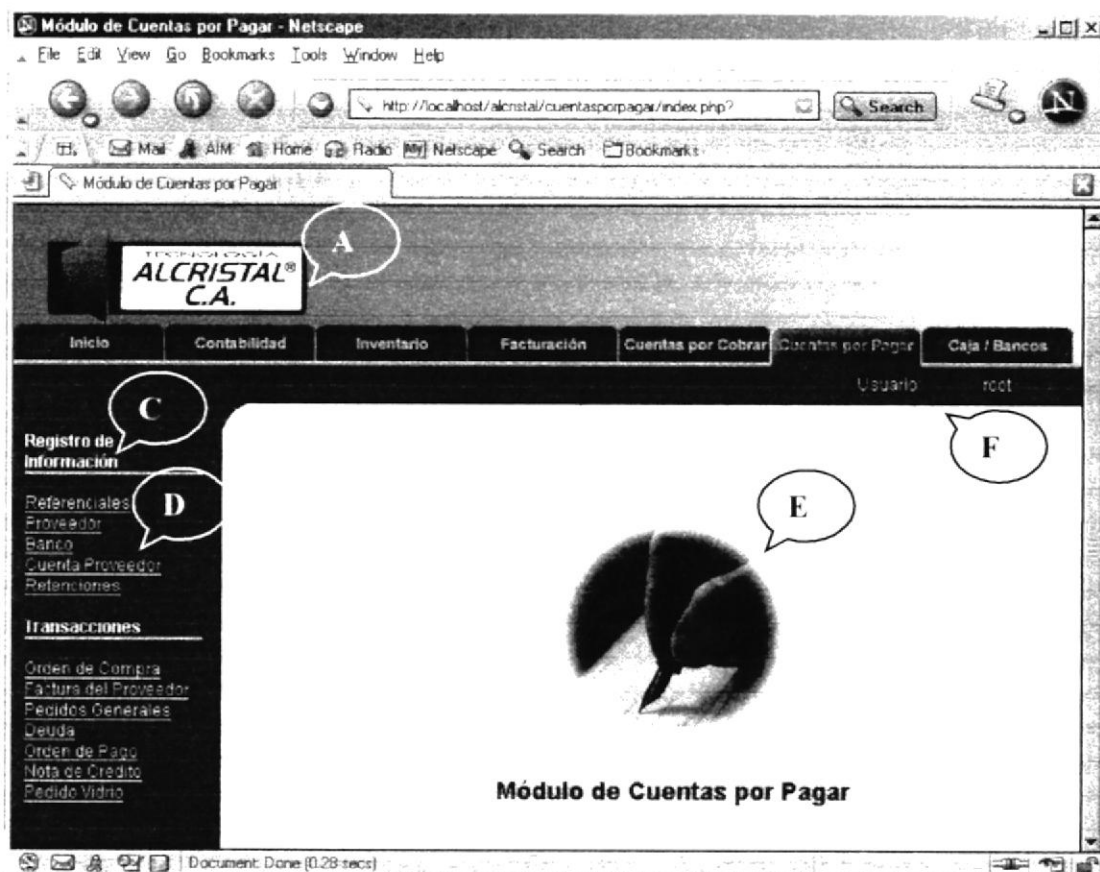 Módulo de Cuentas por Pagar - Netscape
File Edit View Go Bookmarks Tools Window Help
http://localhost/alcristal/cuentasporpagar/index.php? Search
Mail AIM Home Radio My Netscape Search Bookmarks
Módulo de Cuentas por Pagar
A
TECNOLOGÍA
ALCRISTAL®
C.A.
Inicio Contabilidad Inventario Facturación Cuentas por Cobrar Cuentas por Pagar Caja / Bancos
Usuario root
C
F
Registro de
Información
D
E
Referenciales
Proveedor
Banco
Cuenta Proveedor
Retenciones
Transacciones
Orden de Compra
Factura del Proveedor
Pedidos Generales
Deuda
Orden de Pago
Nota de Crédito
Pedido Vidrio
Módulo de Cuentas por Pagar
Document: Done (0.28 secs)